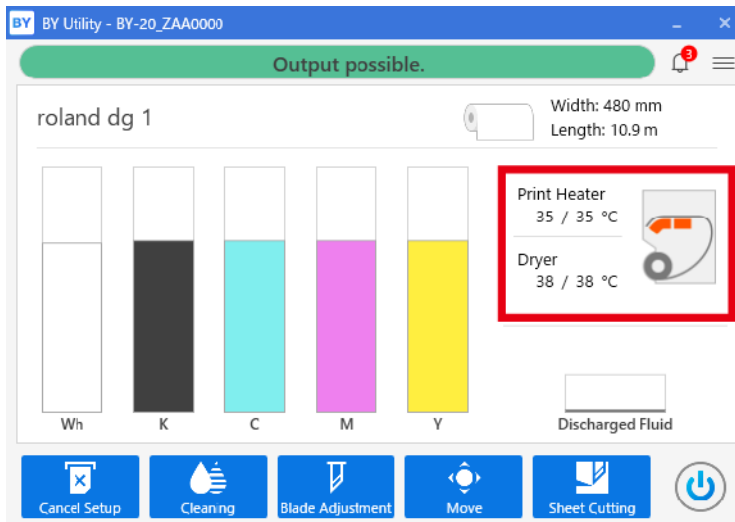 BY BY Utility - BY-20_ZAA0000
Output possible.
3
roland dg 1
Width: 480 mm
Length: 10.9 m
Print Heater
35 / 35 °C
Dryer
38 / 38 °C
Wh K C M Y
Discharged Fluid
Cancel Setup
Cleaning
Blade Adjustment
Move
Sheet Cutting